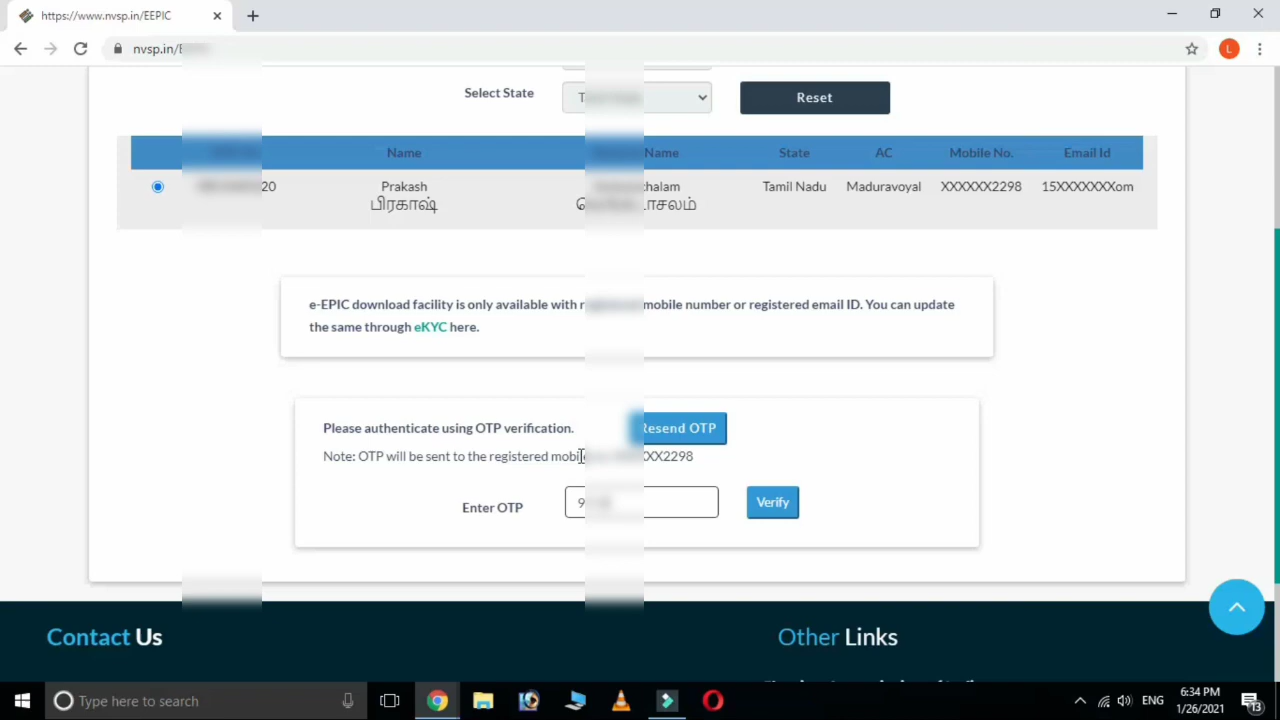 https://www.nvsp.in/EEPIC
nvsp.in/
L
Select State
Reset
Name Name State AC Mobile No. Email Id
20 Prakash Tamil Nadu Maduravoyal XXXXXX2298 15XXXXXXXom
பிரகாஷ்
e-EPIC download facility is only available with mobile number or registered email ID. You can update
the same through eKYC here.
Please authenticate using OTP verification. Resend OTP
Note: OTP will be sent to the registered XX2298
Enter OTP 9 Verify
Contact Us Other Links
Type here to search
ENG
6:34 PM
1/26/2021
13